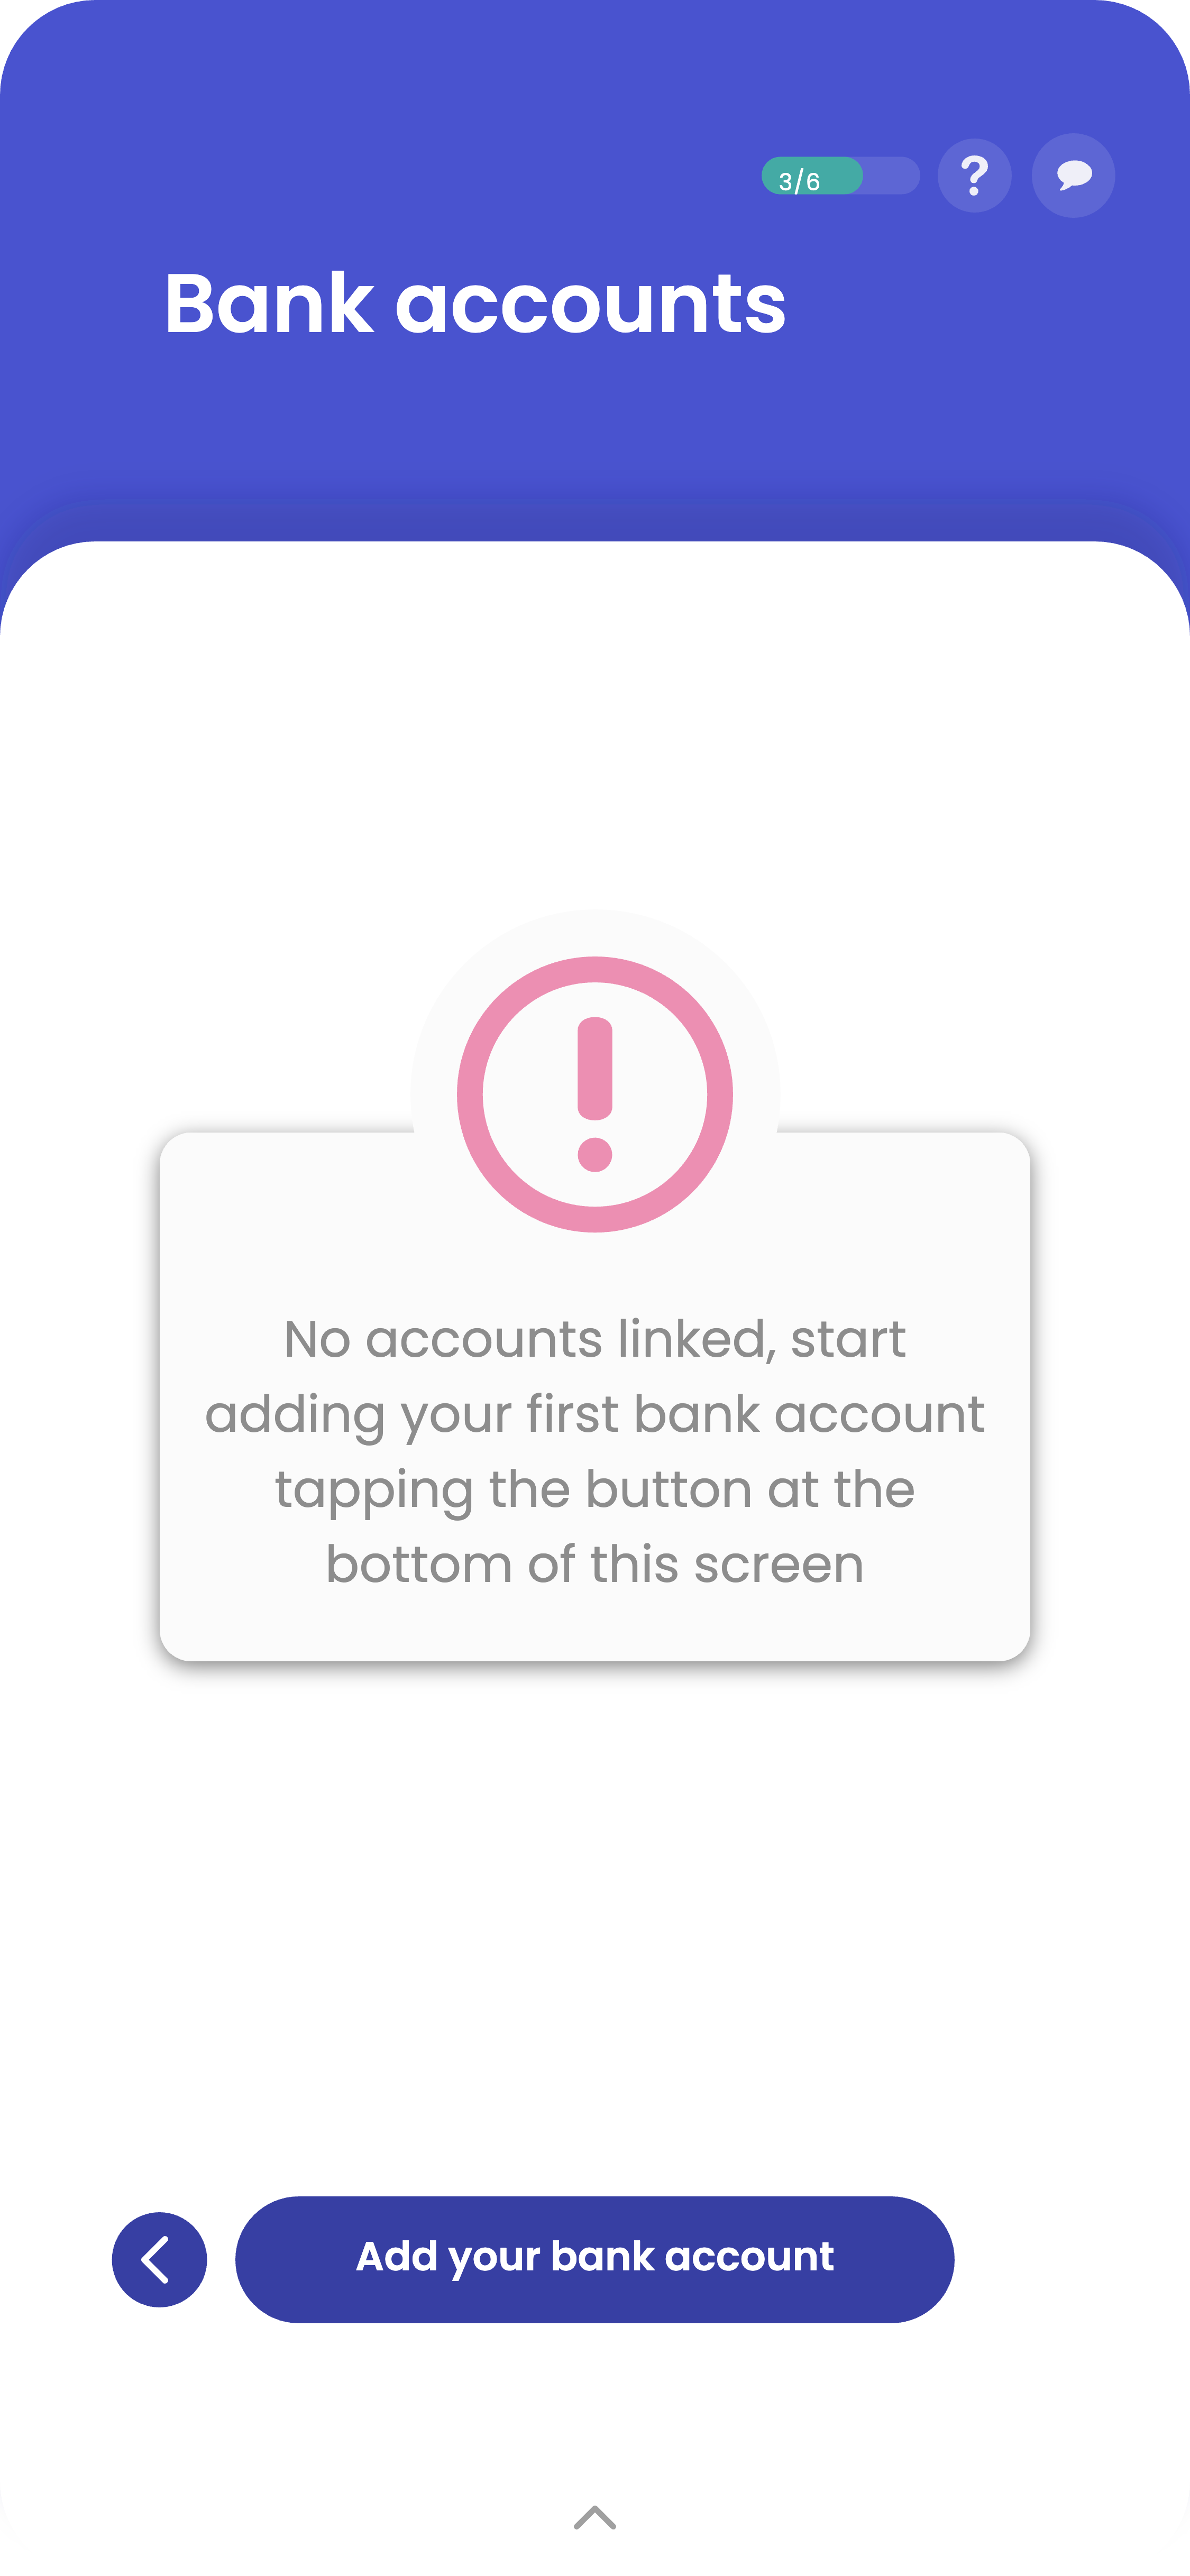 3/6
Bank accounts
No accounts linked, start
adding your first bank account
tapping the button at the
bottom of this screen
Add your bank account